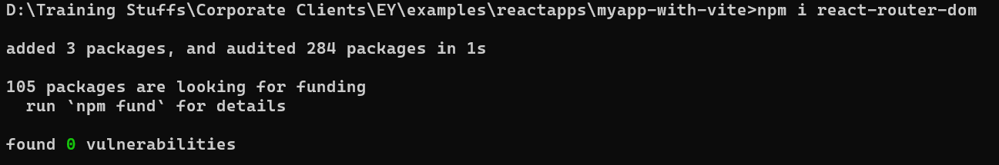 D:\Training Stuffs\Corporate Clients\EY\examples\reactapps\myapp-with-vite>npm i react-router-dom
added 3 packages, and audited 284 packages in 1s
105 packages are looking for funding
  run `npm fund` for details
found 0 vulnerabilities